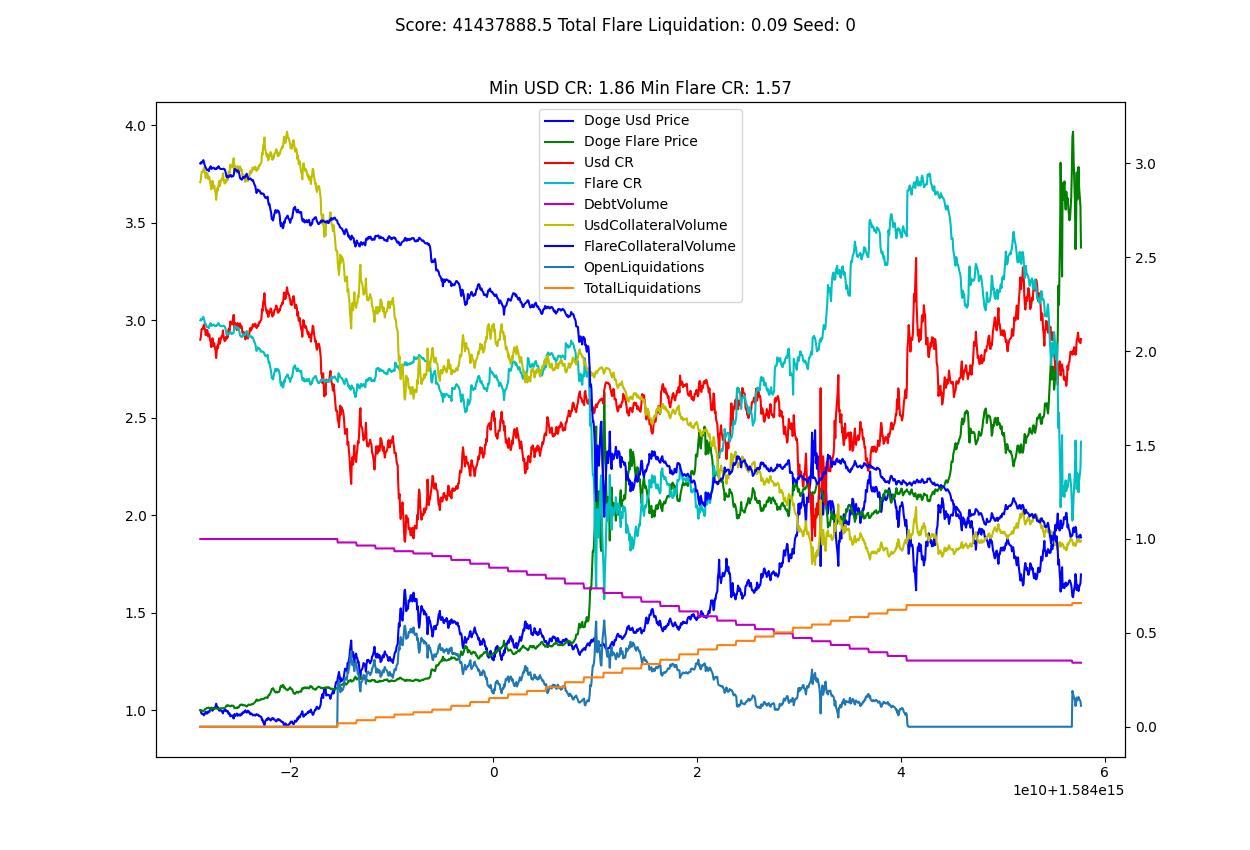 Score: 41437888.5 Total Flare Liquidation: 0.09 Seed: 0
Min USD CR: 1.86 Min Flare CR: 1.57
Doge Usd Price
Doge Flare Price
Usd CR
Flare CR
DebtVolume
UsdCollateralVolume
FlareCollateralVolume
OpenLiquidations
TotalLiquidations
4.0
3.5
3.0
2.5
2.0
1.5
1.0
3.0
2.5
2.0
1.5
1.0
0.5
0.0
−2
0
2
4
6
1e10+1.584e15